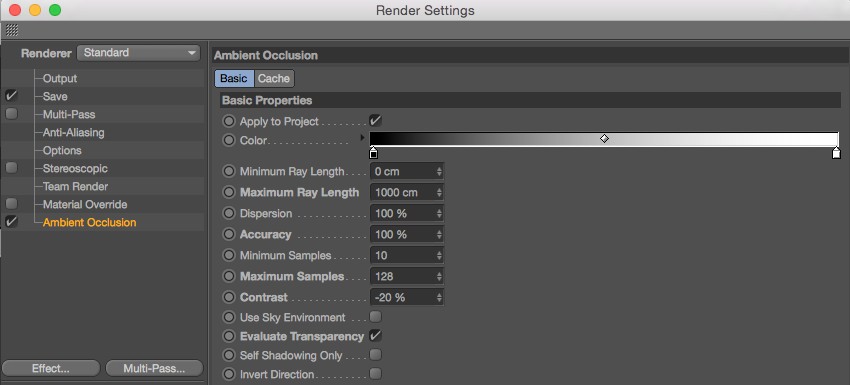 Render Settings
Renderer Standard
Output
Save
Multi-Pass
Anti-Aliasing
Options
Stereoscopic
Team Render
Material Override
Ambient Occlusion
Effect... Multi-Pass...
Ambient Occlusion
Basic Cache
Basic Properties
Apply to Project
Color
Minimum Ray Length 0 cm
Maximum Ray Length 1000 cm
Dispersion 100 %
Accuracy 100 %
Minimum Samples 10
Maximum Samples 128
Contrast -20 %
Use Sky Environment
Evaluate Transparency
Self Shadowing Only
Invert Direction